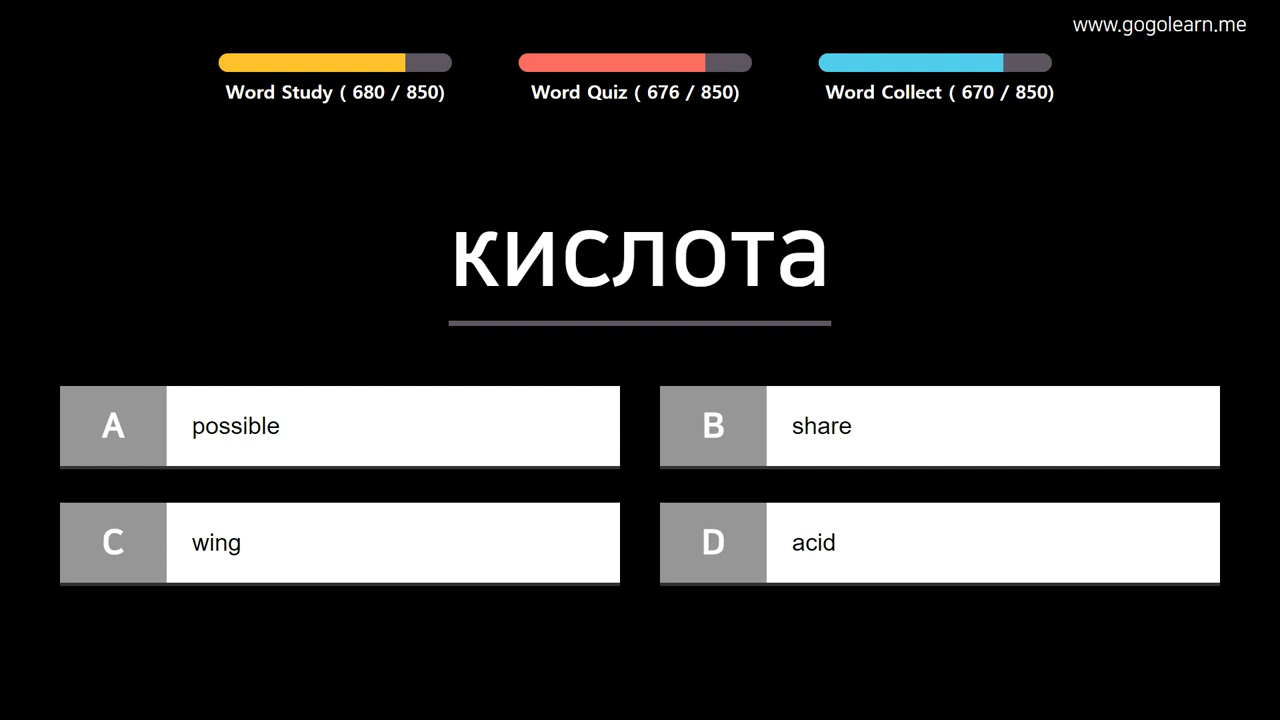 www.gogolearn.me
Word Study ( 680 / 850)
Word Quiz ( 676 / 850)
Word Collect ( 670 / 850)
кислота
A possible
B share
C wing
D acid